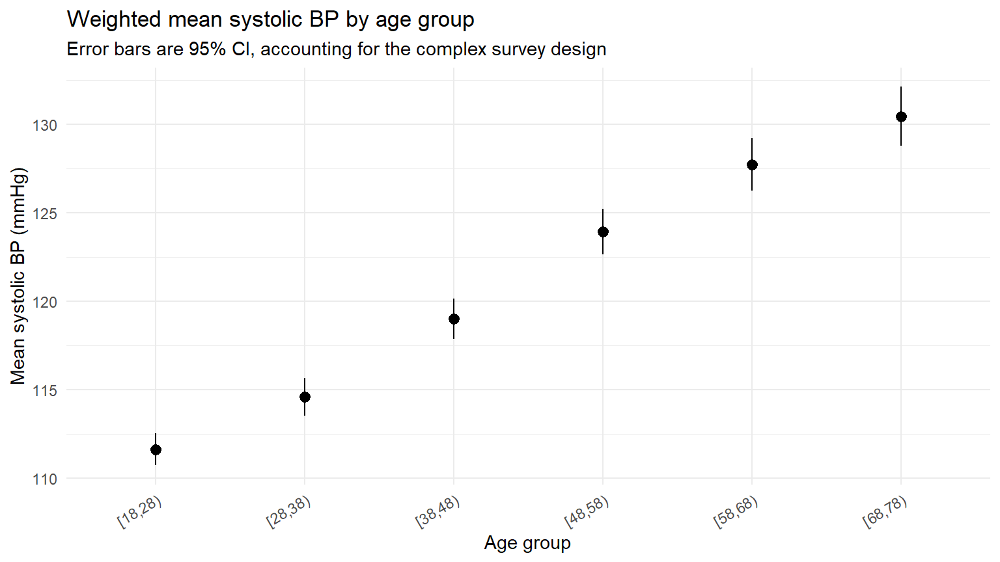 Weighted mean systolic BP by age group
Error bars are 95% CI, accounting for the complex survey design
Mean systolic BP (mmHg)
130
125
120
115
110
[18,28)
[28,38)
[38,48)
[48,58)
[58,68)
[68,78)
Age group